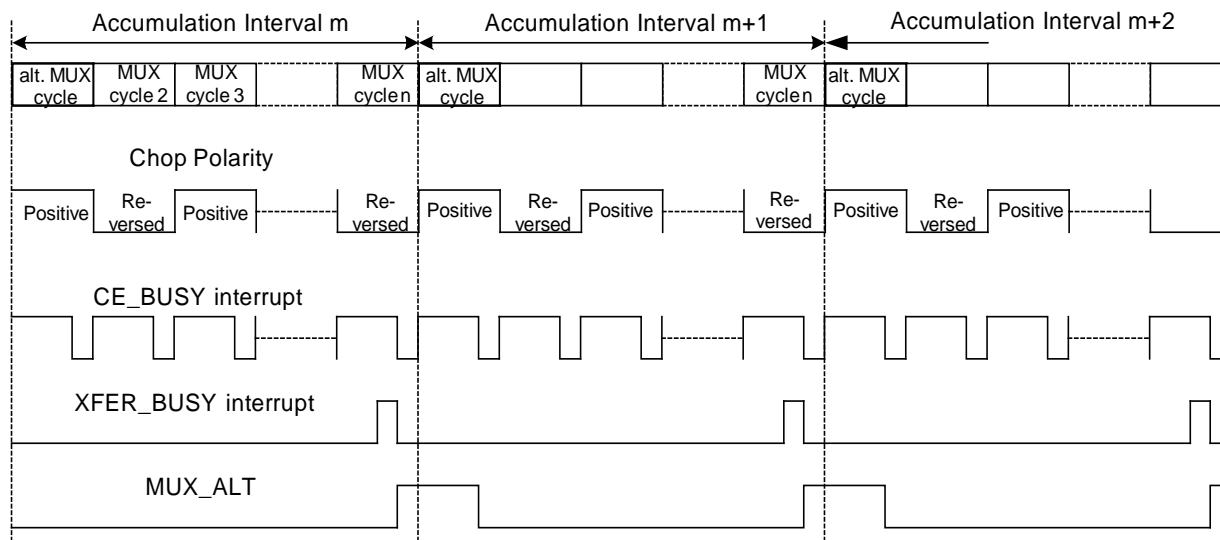 Accumulation Interval m
Accumulation Interval m+1
Accumulation Interval m+2
alt. MUX
cycle
MUX
cycle 2
MUX
cycle 3
MUX
cycle n
alt. MUX
cycle
MUX
cycle n
alt. MUX
cycle
Chop Polarity
Positive
Re-
versed
Positive
Re-
versed
Positive
Re-
versed
Positive
Re-
versed
Positive
Re-
versed
Positive
CE_BUSY interrupt
XFER_BUSY interrupt
MUX_ALT